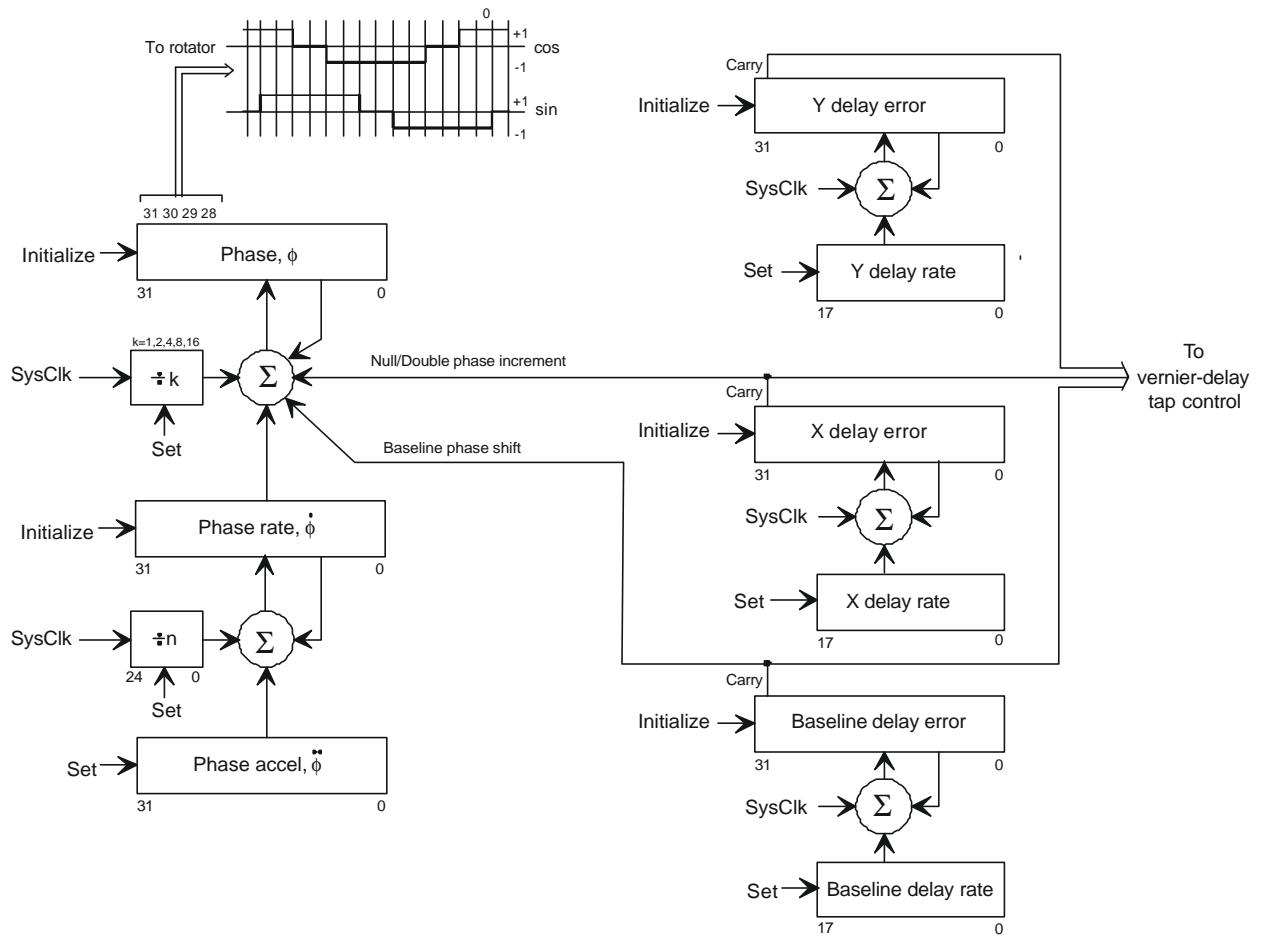 0
+1
cos
-1
To rotator
+1
sin
-1
31 30 29 28
Initialize
Phase, ϕ
31 0
k=1,2,4,8,16
SysClk
÷k
Σ
Set
Null/Double phase increment
Baseline phase shift
Initialize
Phase rate, ϕ̇
31 0
SysClk
÷n
Σ
24 0
Set
Set
Phase accel, ϕ̈
31 0
Carry
Initialize
Y delay error
31 0
SysClk
Σ
Set
Y delay rate
17 0
To
vernier-delay
tap control
Carry
Initialize
X delay error
31 0
SysClk
Σ
Set
X delay rate
17 0
Carry
Initialize
Baseline delay error
31 0
SysClk
Σ
Set
Baseline delay rate
17 0